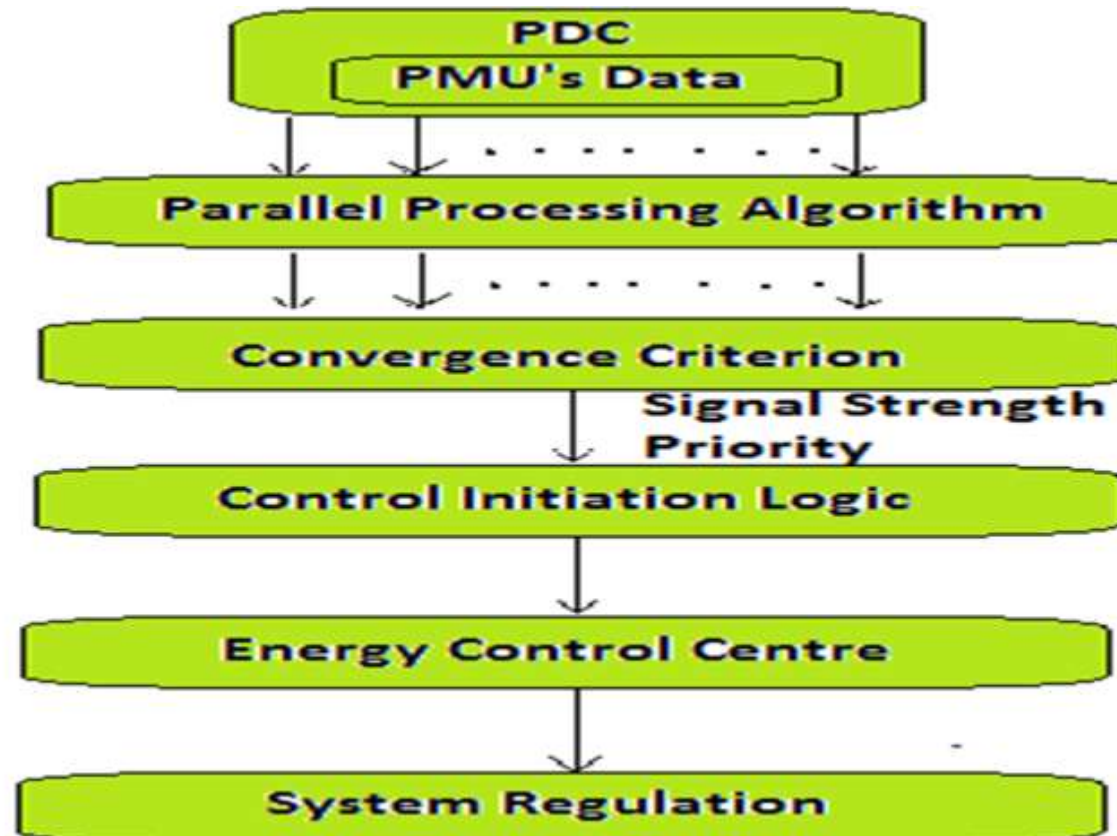 PDC
PMU's Data
Parallel Processing Algorithm
Convergence Criterion
Signal Strength
Priority
Control Initiation Logic
Energy Control Centre
System Regulation